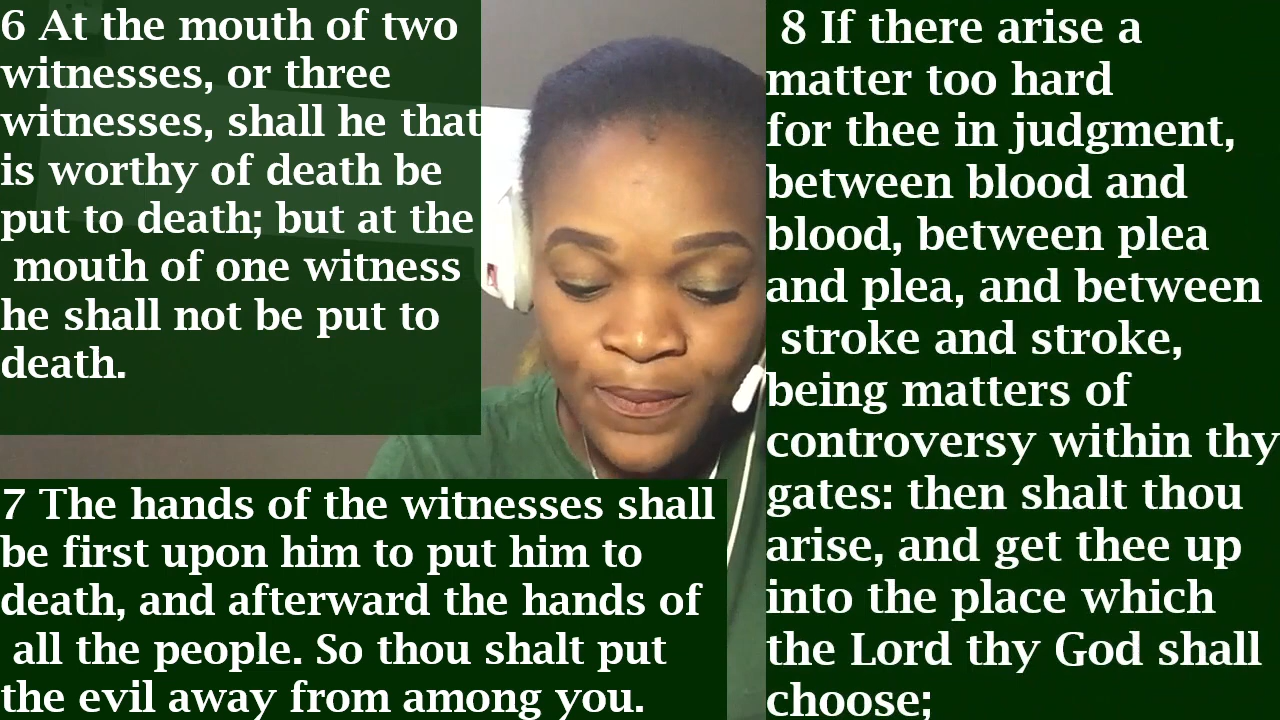 6 At the mouth of two
witnesses, or three
witnesses, shall he that
is worthy of death be
put to death; but at the
mouth of one witness
he shall not be put to
death.
7 The hands of the witnesses shall
be first upon him to put him to
death, and afterward the hands of
all the people. So thou shalt put
the evil away from among you.
8 If there arise a
matter too hard
for thee in judgment,
between blood and
blood, between plea
and plea, and between
stroke and stroke,
being matters of
controversy within thy
gates: then shalt thou
arise, and get thee up
into the place which
the Lord thy God shall
choose;